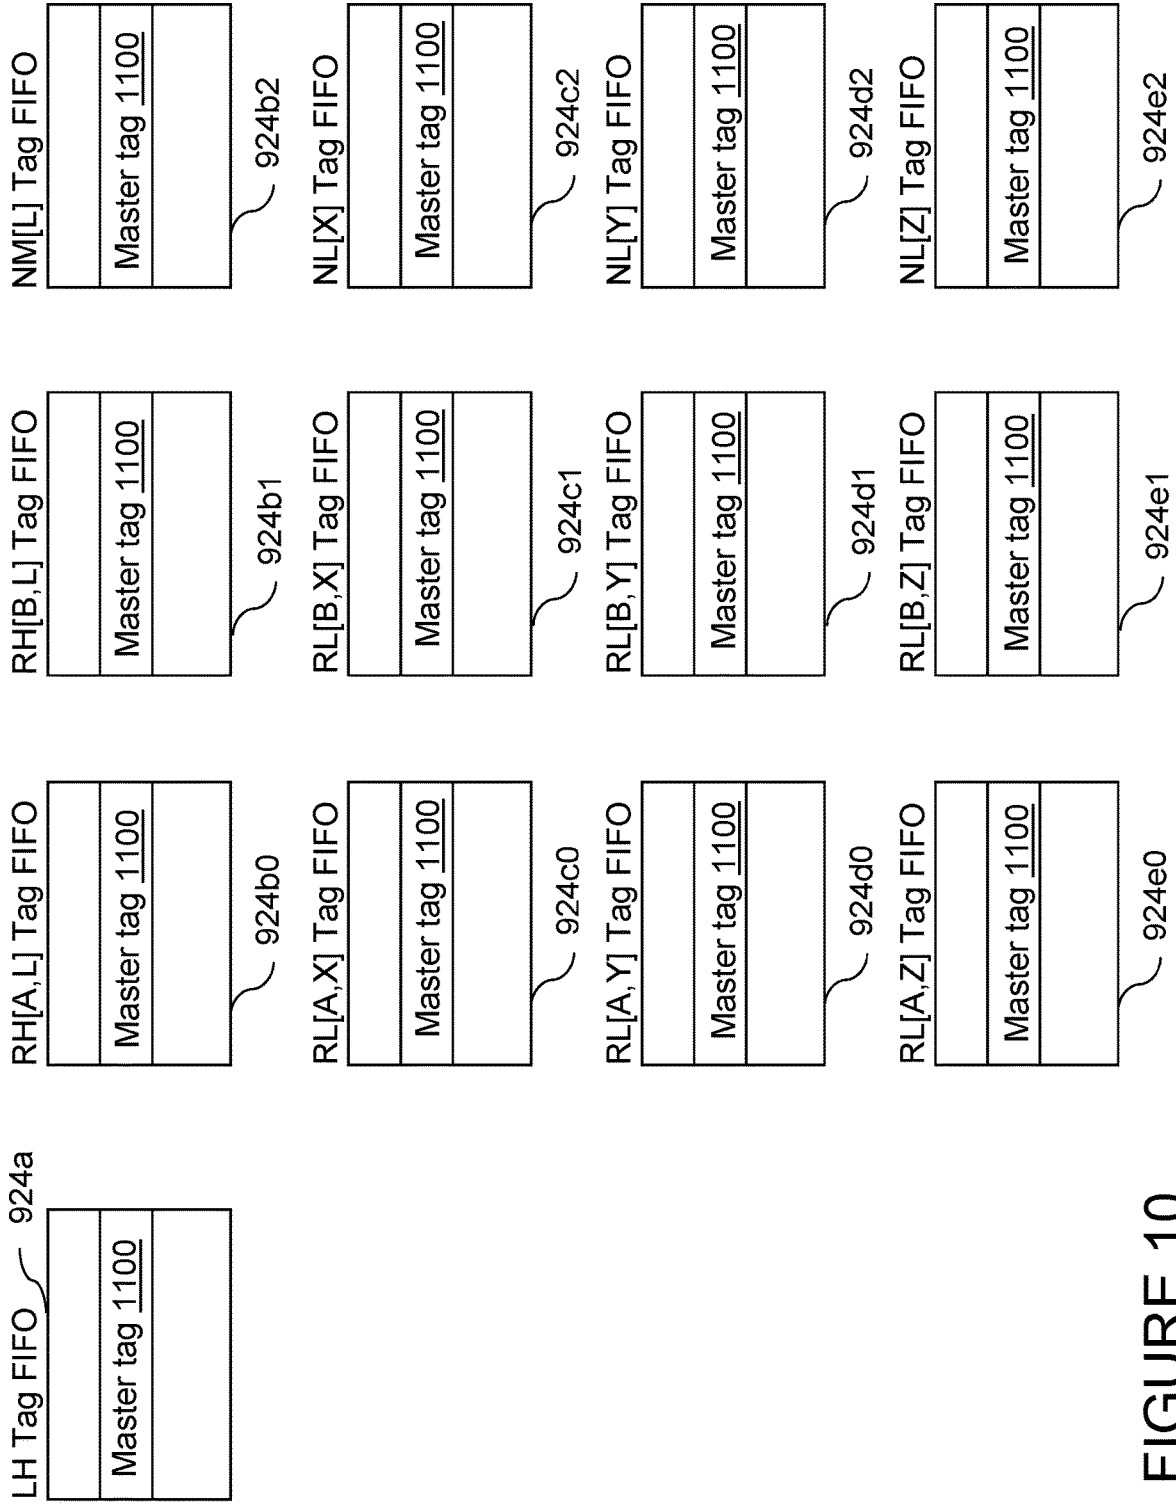 LH Tag FIFO
924a
Master tag 1100
RH[A,L] Tag FIFO
Master tag 1100
924b0
RH[B,L] Tag FIFO
Master tag 1100
924b1
NM[L] Tag FIFO
Master tag 1100
924b2
RL[A,X] Tag FIFO
Master tag 1100
924c0
RL[B,X] Tag FIFO
Master tag 1100
924c1
NL[X] Tag FIFO
Master tag 1100
924c2
RL[A,Y] Tag FIFO
Master tag 1100
924d0
RL[B,Y] Tag FIFO
Master tag 1100
924d1
NL[Y] Tag FIFO
Master tag 1100
924d2
RL[A,Z] Tag FIFO
Master tag 1100
924e0
RL[B,Z] Tag FIFO
Master tag 1100
924e1
NL[Z] Tag FIFO
Master tag 1100
924e2
FIGURE 10